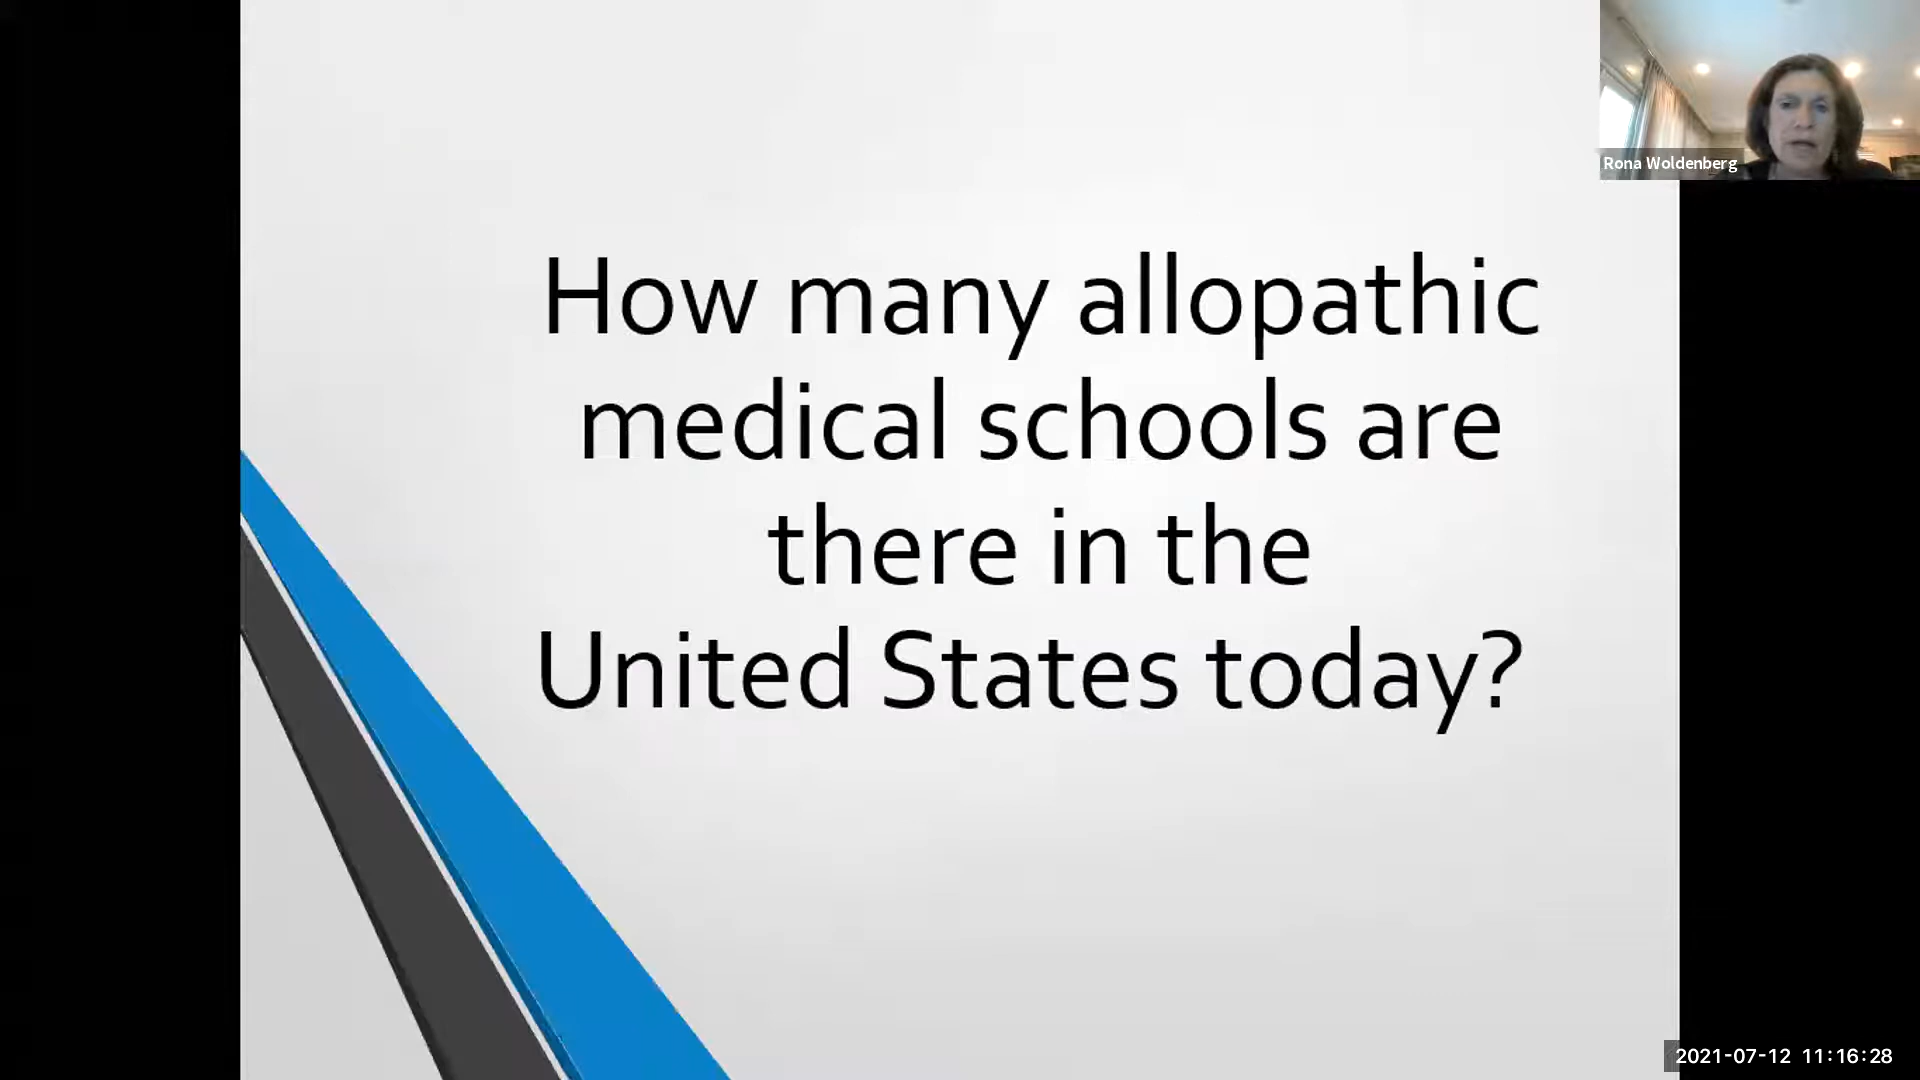 Rona Woldenberg
How many allopathic
medical schools are
there in the
United States today?
2021-07-12 11:16:28